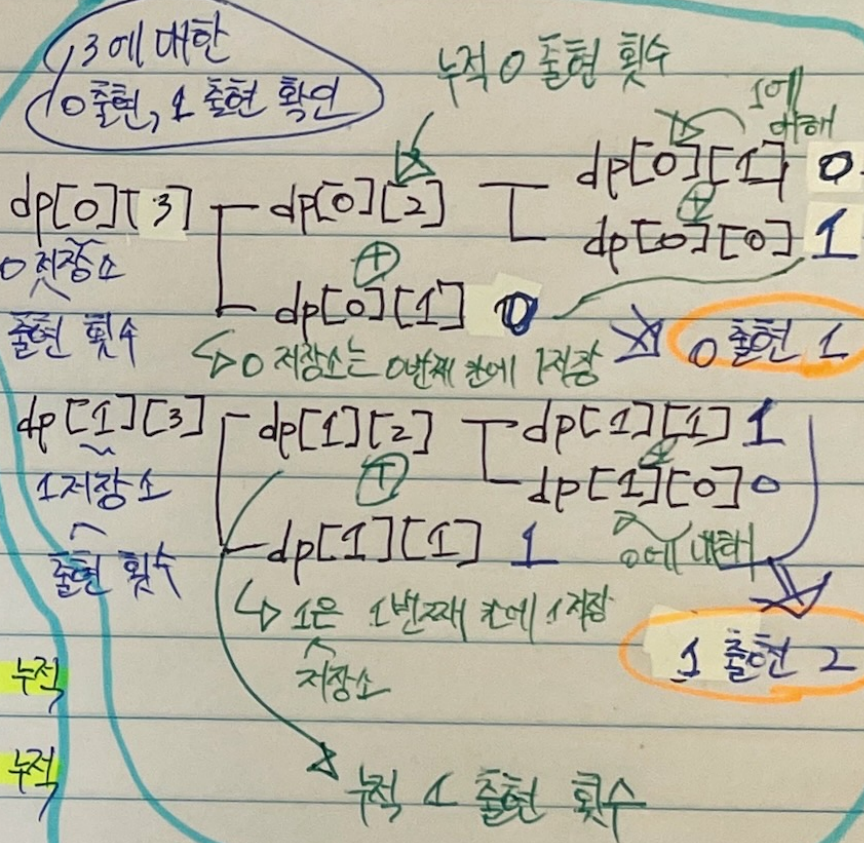 3에 대한
0출현, 1 출현 확인
누적 0 출현 횟수
1에
대해
dp[0][3]
dp[0][2]
dp[0][1] 0
+
dp[0][0] 1
+
dp[0][1] 0
0 저장소
출현 횟수
0 저장소는 0번째 칸에 1저장
0 출현 1
dp[1][3]
dp[1][2]
dp[1][1] 1
+
dp[1][0] 0
+
dp[1][1] 1
1저장소
출현 횟수
0에 대해
1은 1번째 칸에 1저장
저장소
1 출현 2
누적
누적
누적 1 출현 횟수